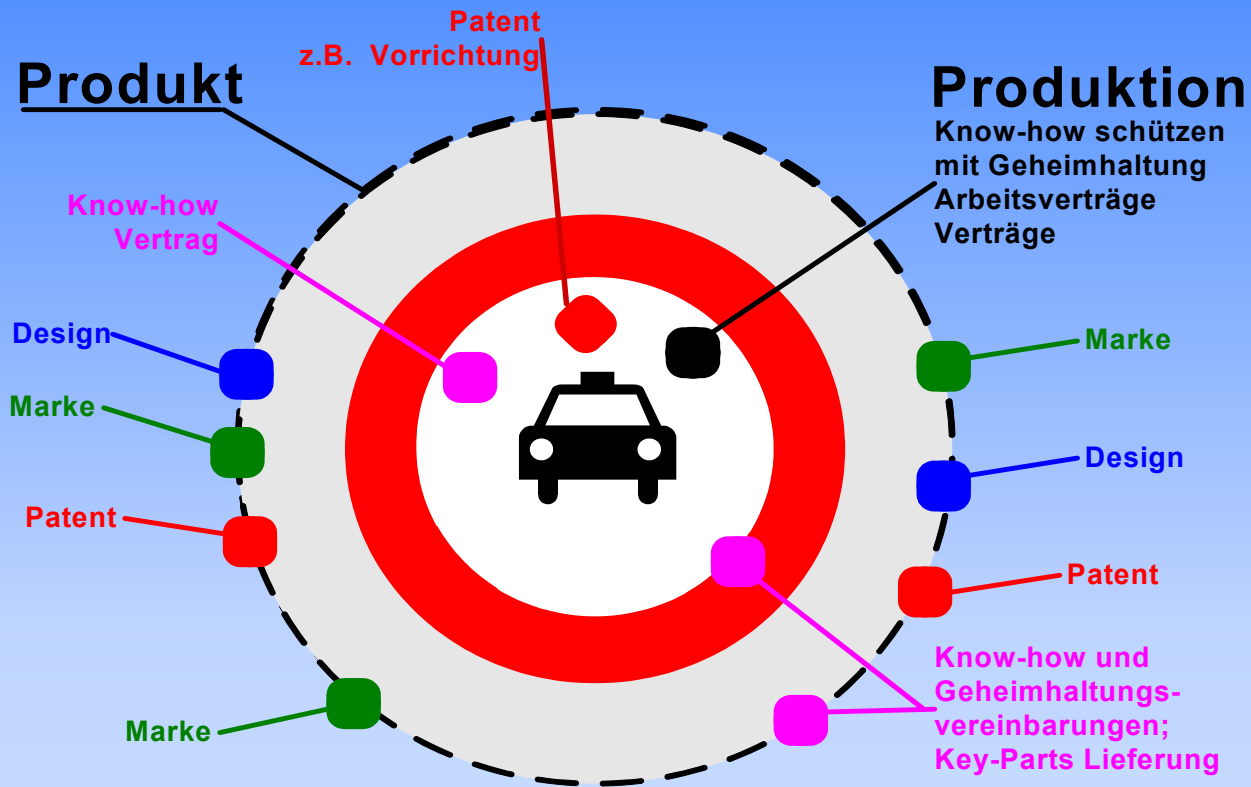 Patent
z.B. Vorrichtung
Produkt
Produktion
Know-how schützen
mit Geheimhaltung
Arbeitsverträge
Verträge
Know-how
Vertrag
Design
Marke
Patent
Marke
Marke
Design
Patent
Know-how und
Geheimhaltungs-
vereinbarungen;
Key-Parts Lieferung